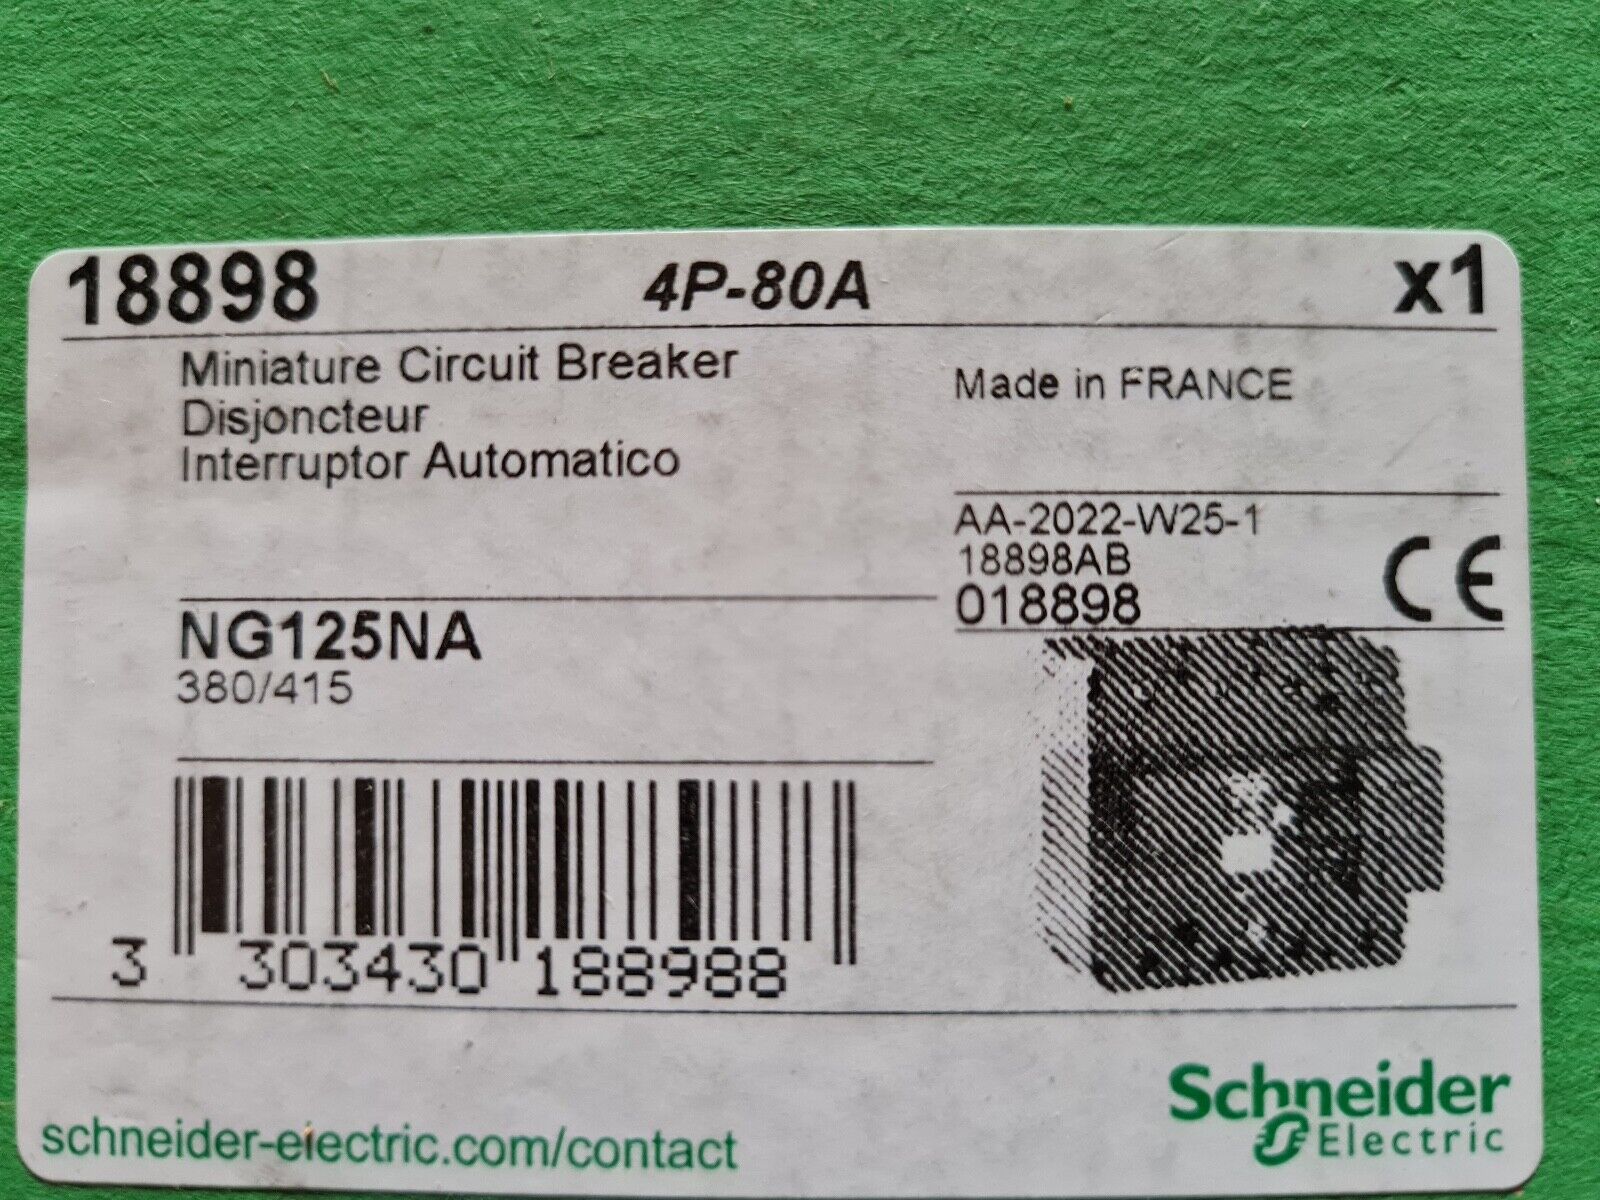 18898 4P-80A x1
Miniature Circuit Breaker
Disjoncteur
Interruptor Automatico
Made in FRANCE
AA-2022-W25-1
18898AB
018898
CE
NG125NA
380/415
3 303430 188988
schneider-electric.com/contact
Schneider
Electric